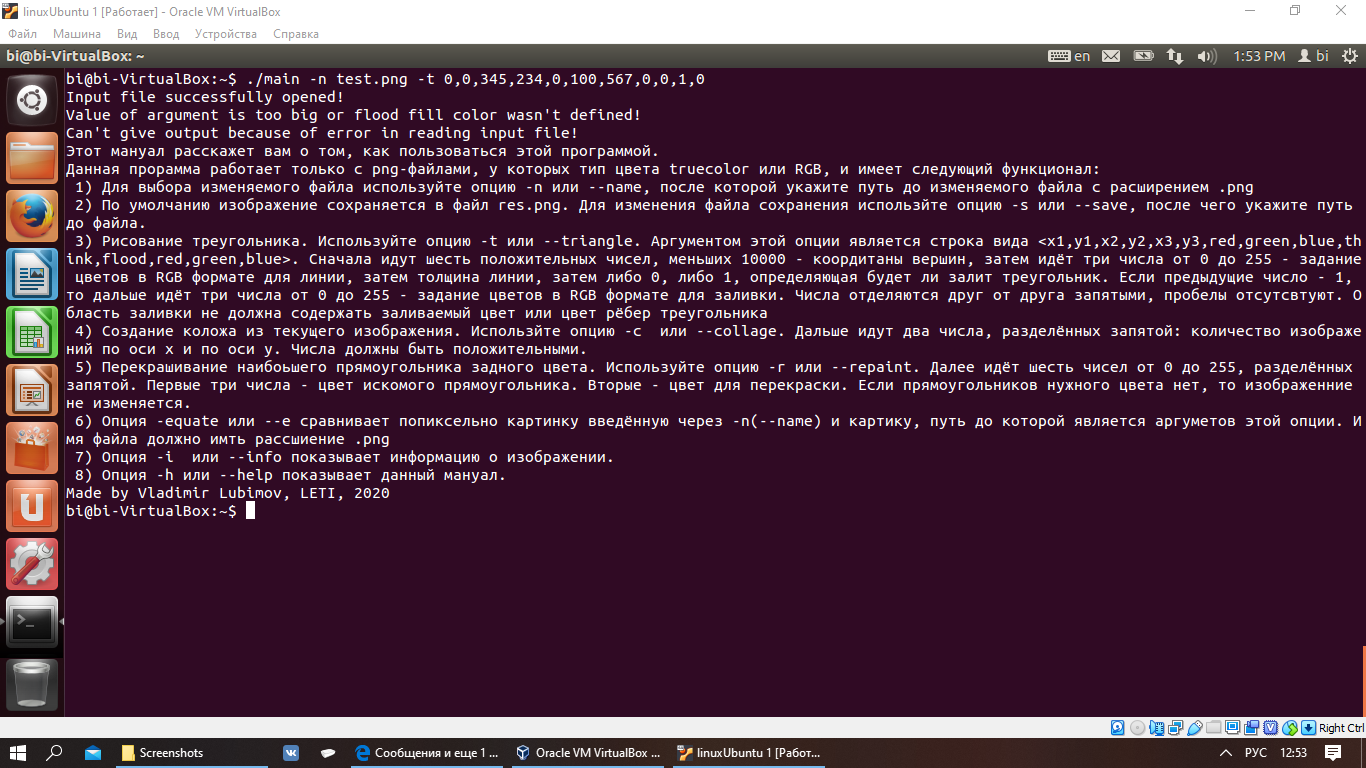 linuxUbuntu 1 [Работает] - Oracle VM VirtualBox
Файл Машина Вид Ввод Устройства Справка
bi@bi-VirtualBox: ~ en 1:53 PM bi
bi@bi-VirtualBox:~$ ./main -n test.png -t 0,0,345,234,0,100,567,0,0,1,0
Input file successfully opened!
Value of argument is too big or flood fill color wasn't defined!
Can't give output because of error in reading input file!
Этот мануал расскажет вам о том, как пользоваться этой программой.
Данная прорамма работает только с png-файлами, у которых тип цвета truecolor или RGB, и имеет следующий функционал:
1) Для выбора изменяемого файла используйте опцию -n или --name, после которой укажите путь до изменяемого файла с расширением .png
2) По умолчанию изображение сохраняется в файл res.png. Для изменения файла сохранения использйте опцию -s или --save, после чего укажите путь
до файла.
3) Рисование треугольника. Используйте опцию -t или --triangle. Аргументом этой опции является строка вида <x1,y1,x2,y2,x3,y3,red,green,blue,th
ink,flood,red,green,blue>. Сначала идут шесть положительных чисел, меньших 10000 - коордитаны вершин, затем идёт три числа от 0 до 255 - задание
цветов в RGB формате для линии, затем толщина линии, затем либо 0, либо 1, определяющая будет ли залит треугольник. Если предыдущие число - 1,
то дальше идёт три числа от 0 до 255 - задание цветов в RGB формате для заливки. Числа отделяются друг от друга запятыми, пробелы отсутсвтуют. О
бласть заливки не должна содержать заливаемый цвет или цвет рёбер треугольника
4) Создание коложа из текущего изображения. Использйте опцию -c  или --collage. Дальше идут два числа, разделённых запятой: количество изображе
ний по оси x и по оси y. Числа должны быть положительными.
5) Перекрашивание наибоьшего прямоугольника задного цвета. Используйте опцию -r или --repaint. Далее идёт шесть чисел от 0 до 255, разделённых
запятой. Первые три числа - цвет искомого прямоугольника. Вторые - цвет для перекраски. Если прямоугольников нужного цвета нет, то изображенние
не изменяется.
6) Опция -equate или --e сравнивает попиксельно картинку введённую через -n(--name) и картику, путь до которой является аргуметов этой опции. И
мя файла должно имть рассшиение .png
7) Опция -i  или --info показывает информацию о изображении.
8) Опция -h или --help показывает данный мануал.
Made by Vladimir Lubimov, LETI, 2020
bi@bi-VirtualBox:~$
Right Ctrl
Screenshots Сообщения и еще 1 ... Oracle VM VirtualBox ... linuxUbuntu 1 [Работ... РУС 12:53